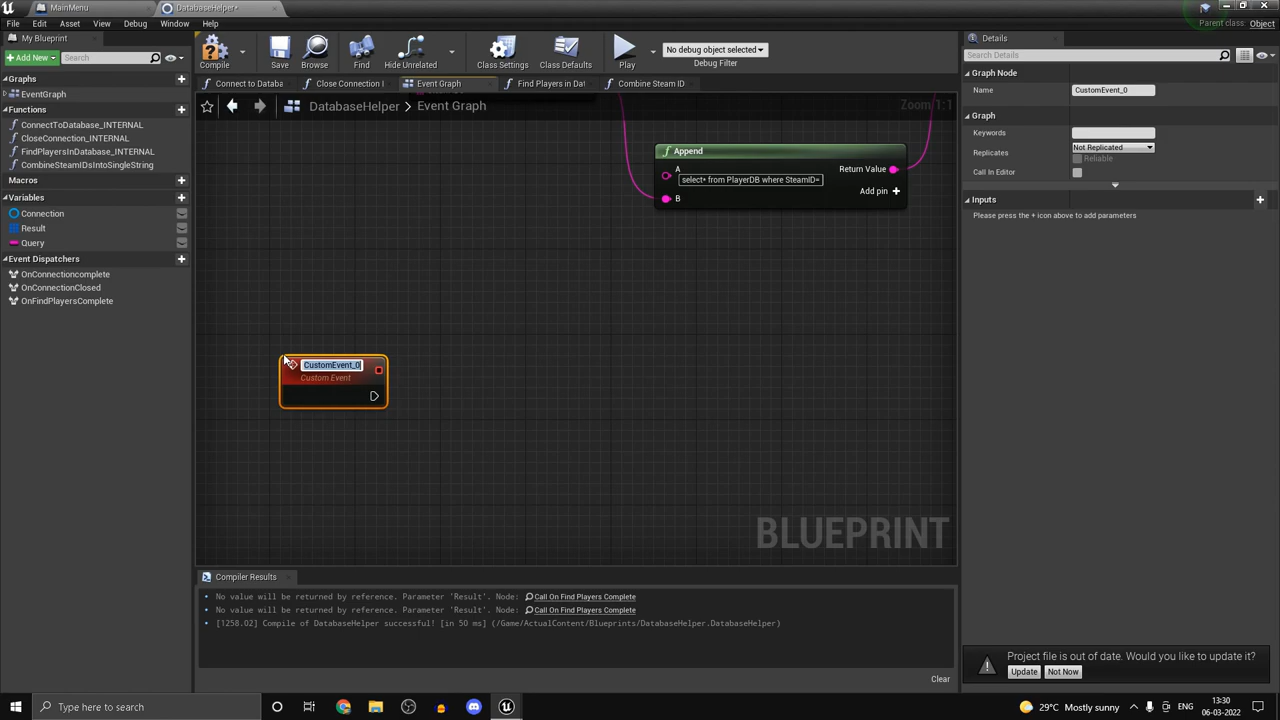 MainMenu
DatabaseHelper*
File Edit Asset View Debug Window Help
Parent class: Object
My Blueprint
Add New
Search
Compile
Save
Browse
Find
Hide Unrelated
Class Settings
Class Defaults
Play
No debug object selected
Debug Filter
Graphs
EventGraph
Functions
ConnectToDatabase_INTERNAL
CloseConnection_INTERNAL
FindPlayersInDatabase_INTERNAL
CombineSteamIDsIntoSingleString
Macros
Variables
Connection
Result
Query
Event Dispatchers
OnConnectioncomplete
OnConnectionClosed
OnFindPlayersComplete
Connect to Databa
Close Connection I
Event Graph
Find Players in Dat
Combine Steam ID
DatabaseHelper > Event Graph
Zoom 1:1
Append
A
select* from PlayerDB where SteamID=
Return Value
B
Add pin +
CustomEvent_0
Custom Event
BLUEPRINT
Compiler Results
No value will be returned by reference. Parameter 'Result'. Node: Call On Find Players Complete
No value will be returned by reference. Parameter 'Result'. Node: Call On Find Players Complete
[1258.02] Compile of DatabaseHelper successful! [in 50 ms] (/Game/ActualContent/Blueprints/DatabaseHelper.DatabaseHelper)
Clear
Details
Search Details
Graph Node
Name CustomEvent_0
Graph
Keywords
Replicates Not Replicated
Reliable
Call In Editor
Inputs
Please press the + icon above to add parameters
Project file is out of date. Would you like to update it?
Update Not Now
Type here to search
29°C Mostly sunny
ENG
13:30
06-03-2022